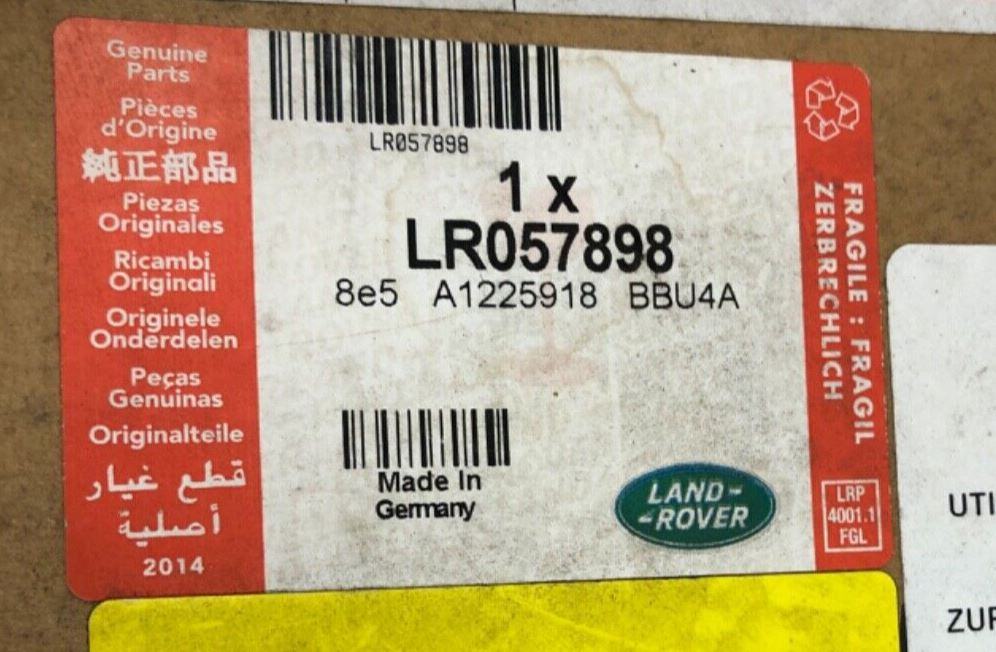 Genuine
Parts
Pièces
d'Origine
純正部品
Piezas
Originales
Ricambi
Originali
Originele
Onderdelen
Peças
Genuinas
Originalteile
قطع غيار
أصلية
2014
LR057898
1 x
LR057898
8e5 A1225918 BBU4A
Made In
Germany
LAND-
-ROVER
FRAGILE : FRAGIL
ZERBRECHLICH
LRP
4001.1
FGL